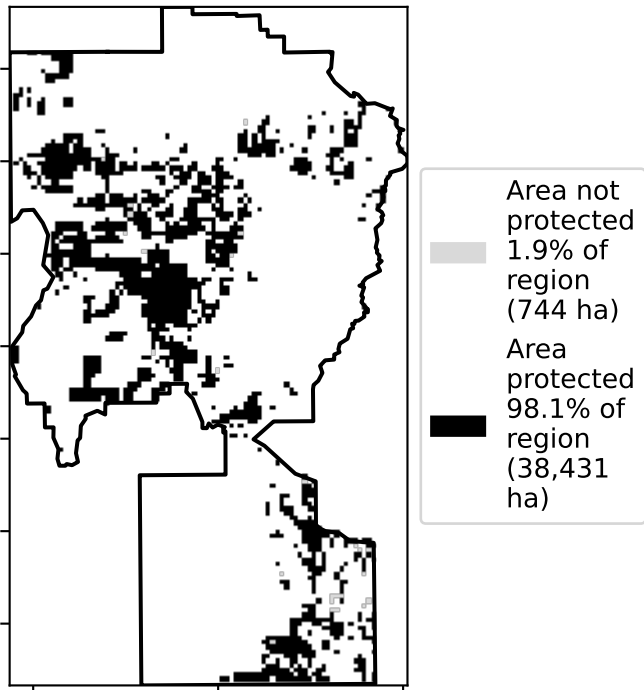 Area not
protected
1.9% of
region
(744 ha)
Area
protected
98.1% of
region
(38,431
ha)